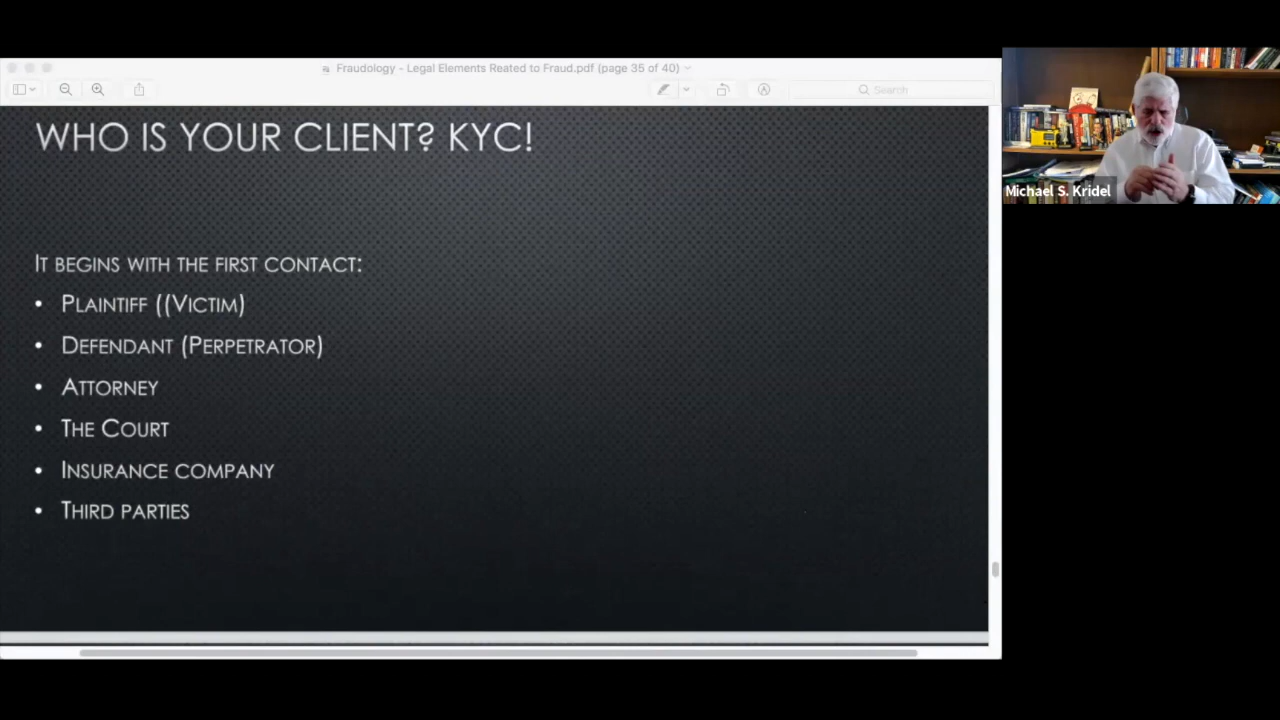 Fraudology - Legal Elements Reated to Fraud.pdf (page 35 of 40)
Search
WHO IS YOUR CLIENT? KYC!
IT BEGINS WITH THE FIRST CONTACT:
• PLAINTIFF ((VICTIM)
• DEFENDANT (PERPETRATOR)
• ATTORNEY
• THE COURT
• INSURANCE COMPANY
• THIRD PARTIES
Michael S. Kridel